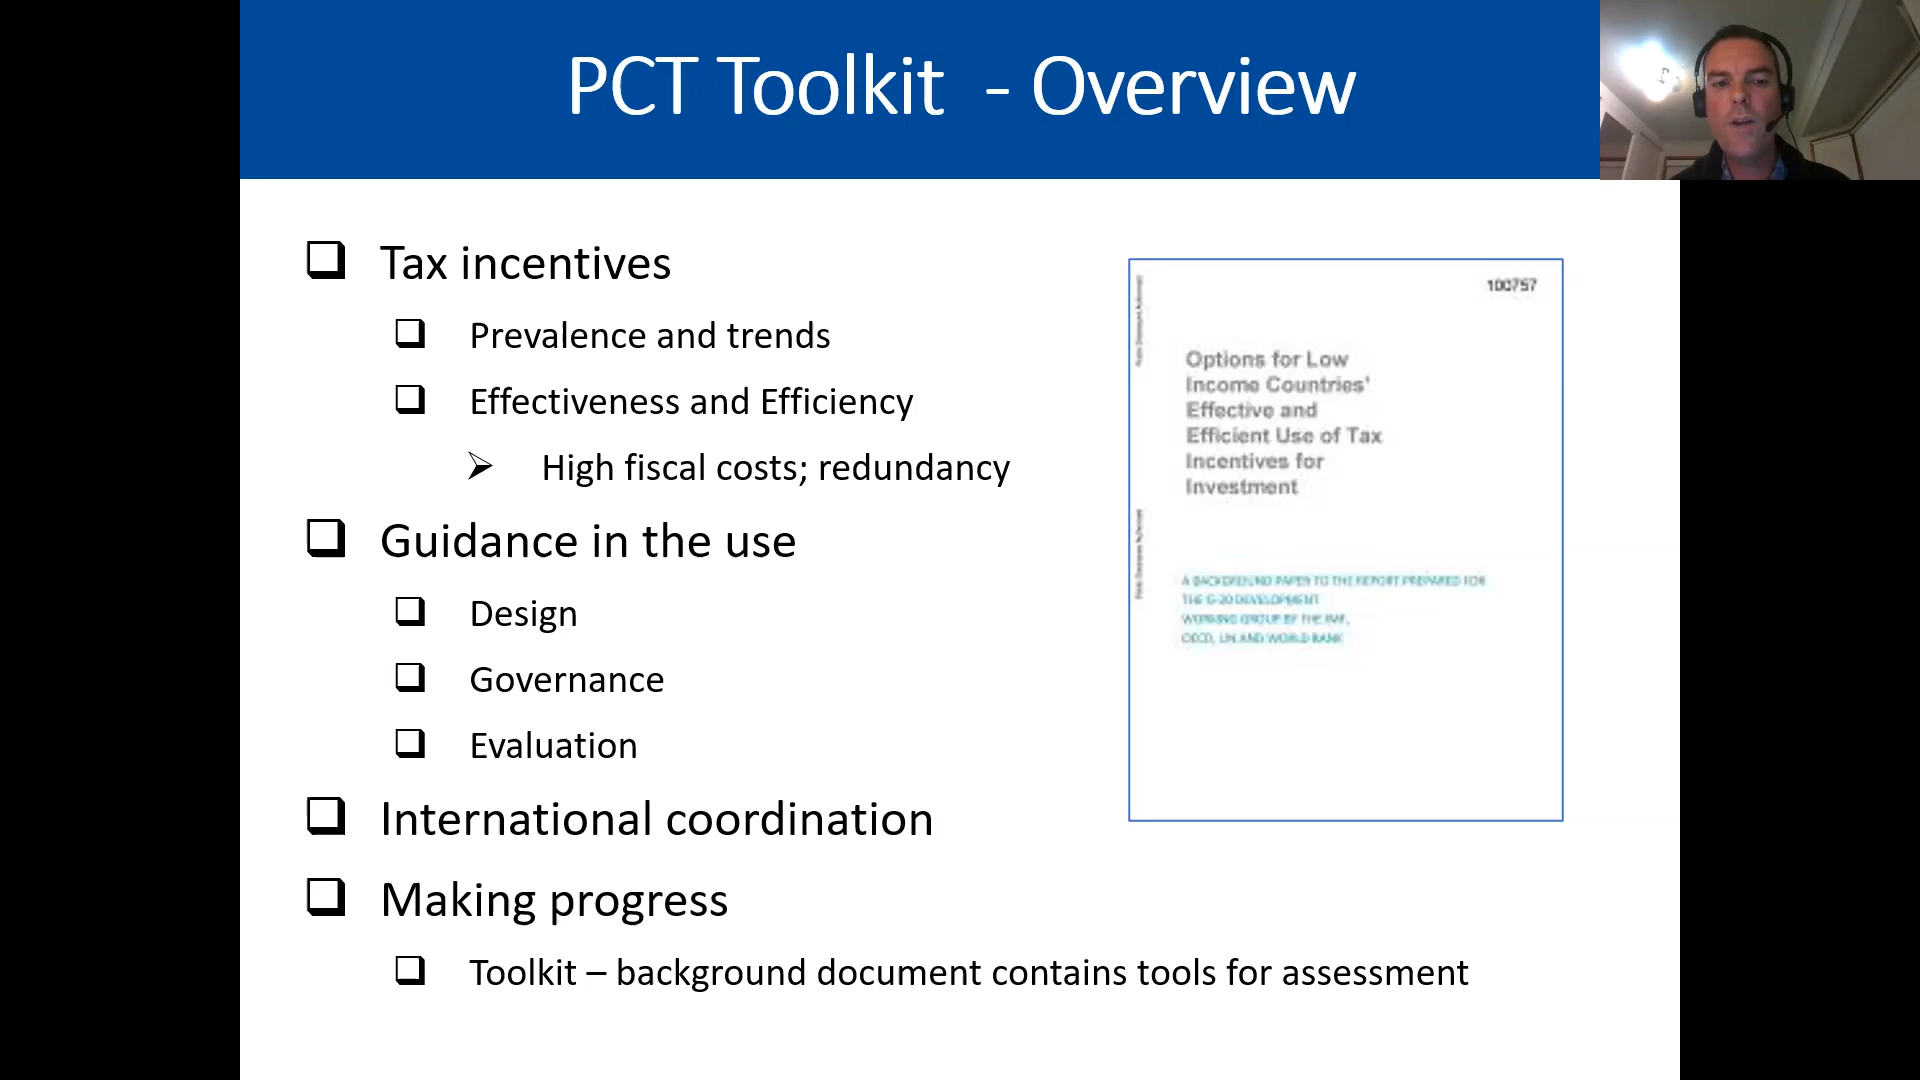 PCT Toolkit - Overview
Tax incentives
Prevalence and trends
Effectiveness and Efficiency
High fiscal costs; redundancy
Guidance in the use
Design
Governance
Evaluation
International coordination
Making progress
Toolkit – background document contains tools for assessment
100757
Options for Low
Income Countries'
Effective and
Efficient Use of Tax
Incentives for
Investment
A BACKGROUND PAPER TO THE REPORT PREPARED FOR
THE G-20 DEVELOPMENT
WORKING GROUP BY THE IMF,
OECD, UN AND WORLD BANK